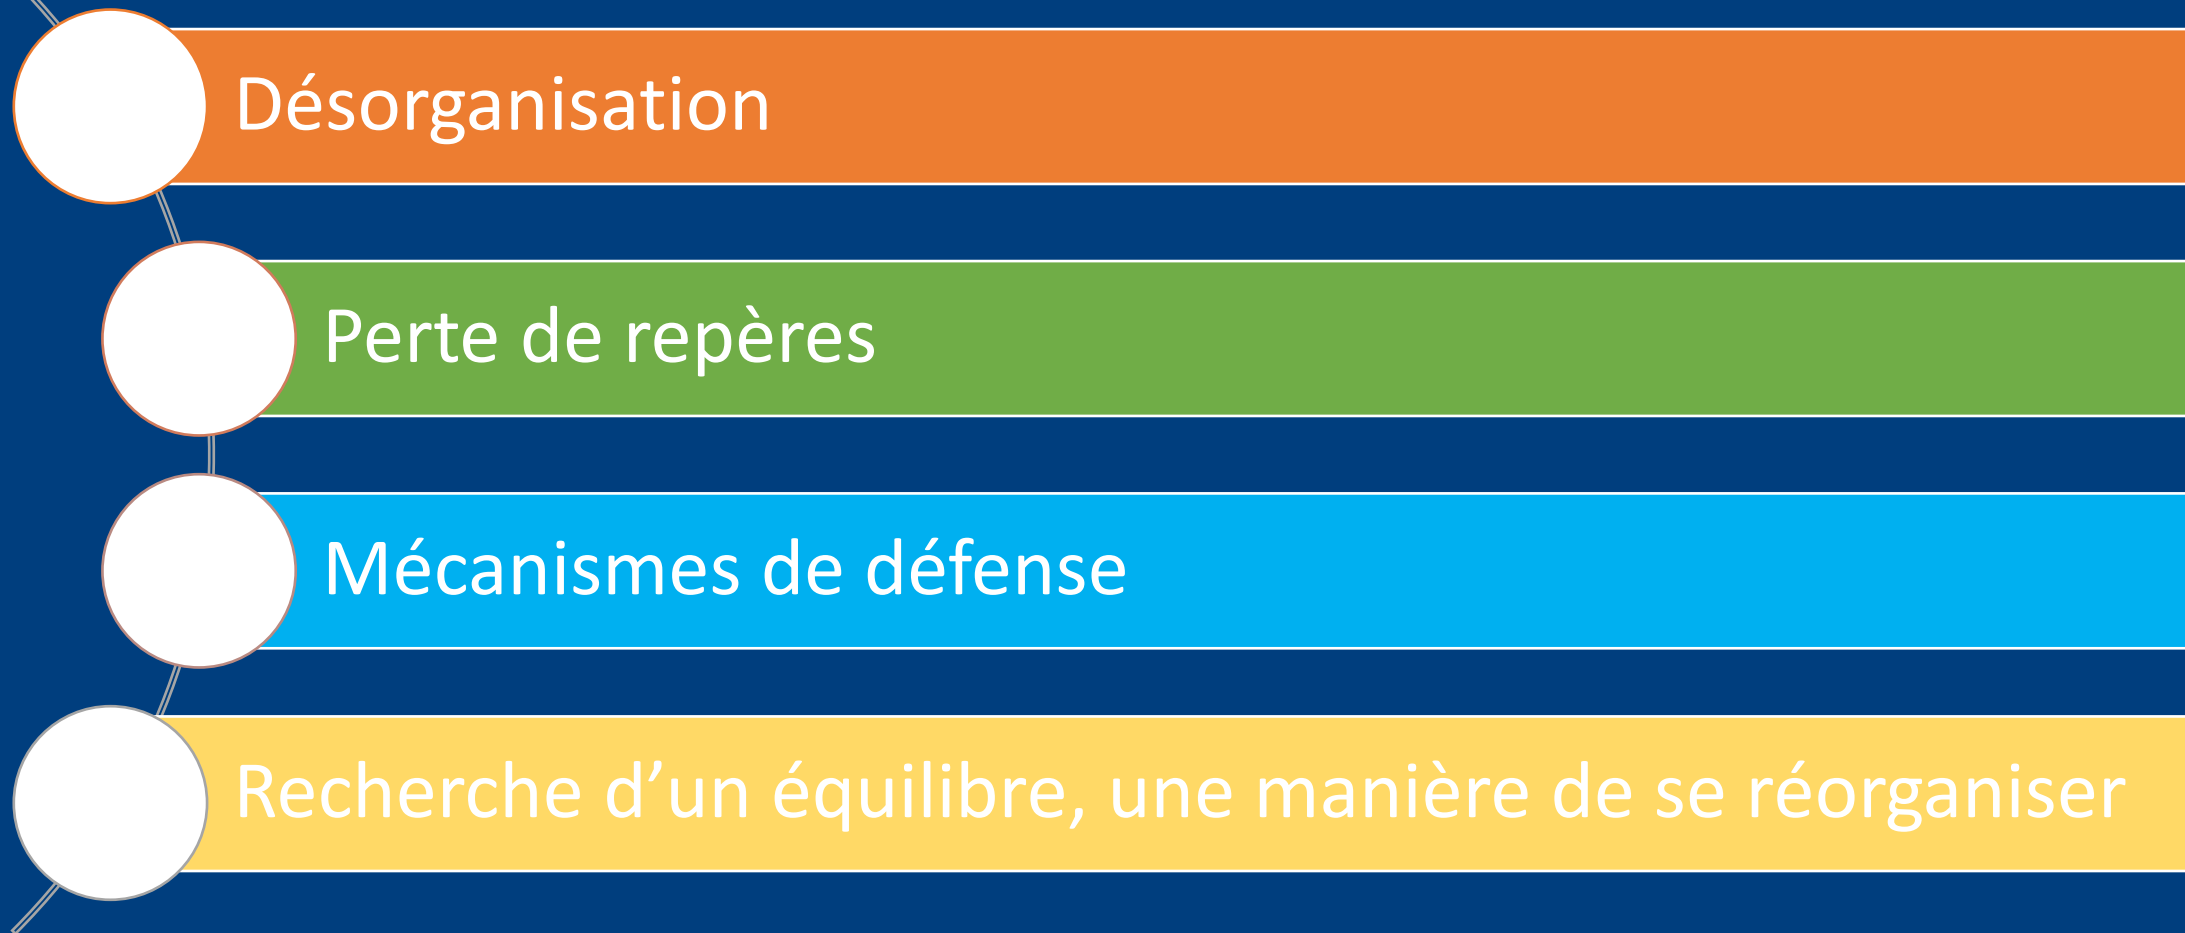 Désorganisation
Perte de repères
Mécanismes de défense
Recherche d’un équilibre, une manière de se réorganiser